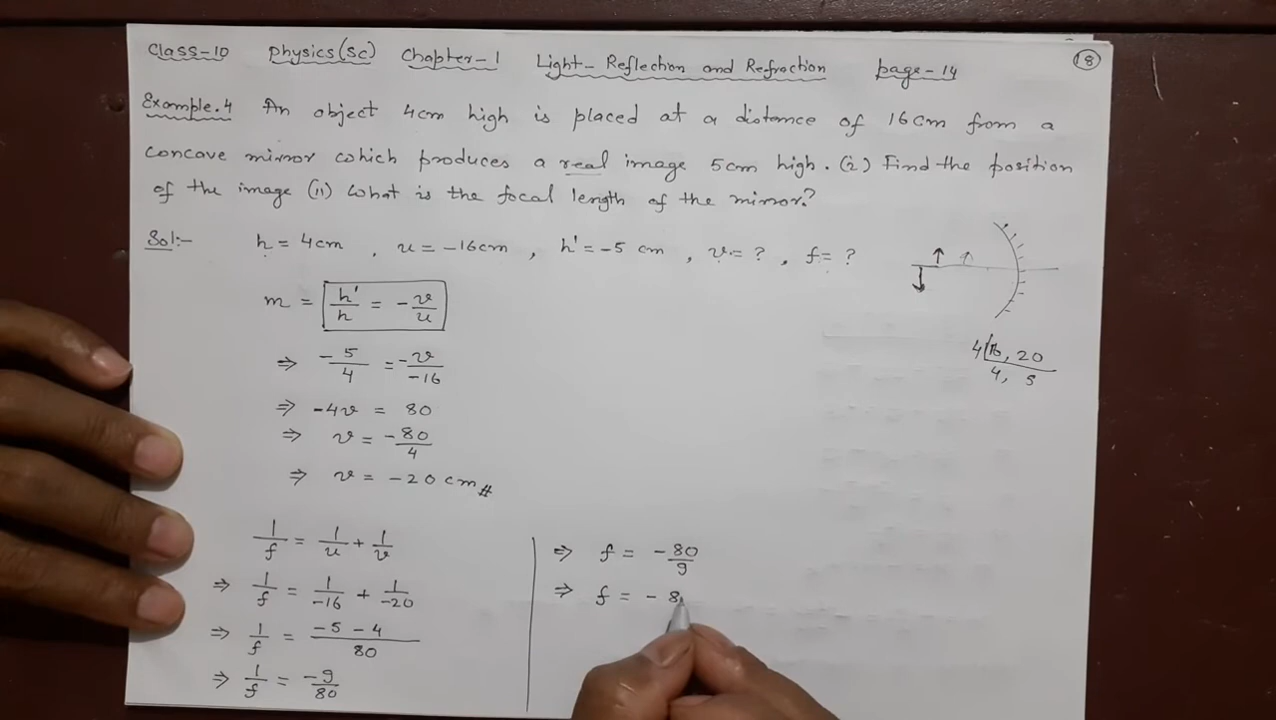 Class-10 Physics(Sc) Chapter-1 Light- Reflection and Refraction page-14 18
Example.4 An object 4cm high is placed at a distance of 16cm from a
concave mirror which produces a real image 5cm high. (i) Find the position
of the image (ii) What is the focal length of the mirror?
Sol:- h = 4cm , u = -16cm , h' = -5 cm , v = ? , f = ?
m = h'/h = - v/u
⇒ - 5/4 = - v/-16
4 16, 20
4, 5
⇒ -4v = 80
⇒ v = - 80/4
⇒ v = -20cm #
1/f = 1/u + 1/v
⇒ 1/f = 1/-16 + 1/-20
⇒ 1/f = -5 - 4/80
⇒ 1/f = -9/80
⇒ f = - 80/9
⇒ f = - 8